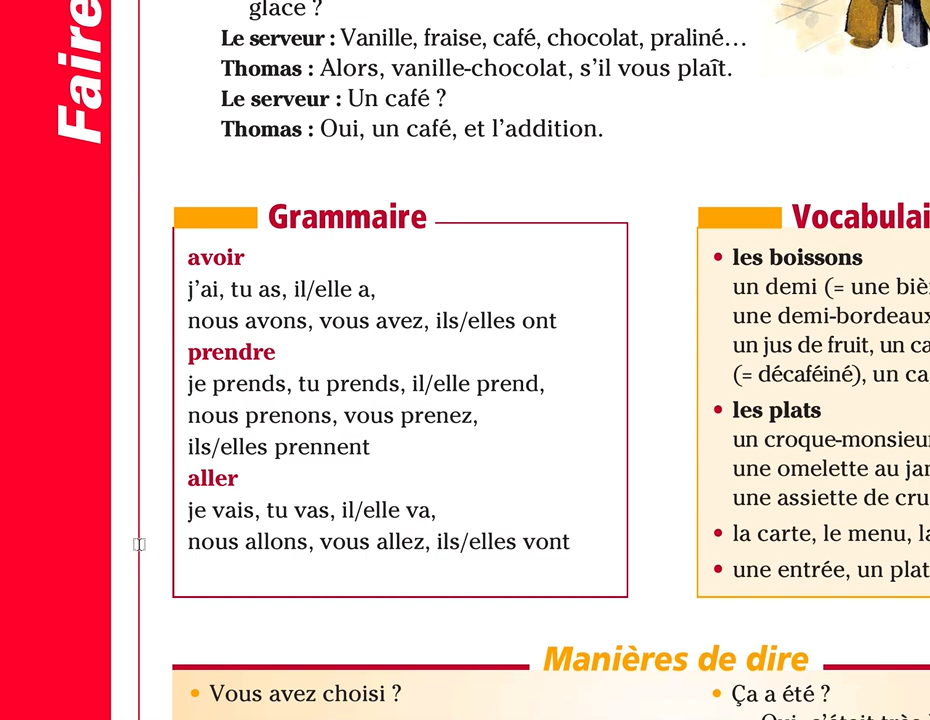 Faire
glace ?
Le serveur : Vanille, fraise, café, chocolat, praliné…
Thomas : Alors, vanille-chocolat, s’il vous plaît.
Le serveur : Un café ?
Thomas : Oui, un café, et l’addition.
Grammaire
avoir
j’ai, tu as, il/elle a,
nous avons, vous avez, ils/elles ont
prendre
je prends, tu prends, il/elle prend,
nous prenons, vous prenez,
ils/elles prennent
aller
je vais, tu vas, il/elle va,
nous allons, vous allez, ils/elles vont
Vocabulai
• les boissons
un demi (= une biè
une demi-bordeaux
un jus de fruit, un ca
(= décaféiné), un ca
• les plats
un croque-monsieu
une omelette au jam
une assiette de cru
• la carte, le menu, la
• une entrée, un plat
Manières de dire
• Vous avez choisi ?
• Ça a été ?